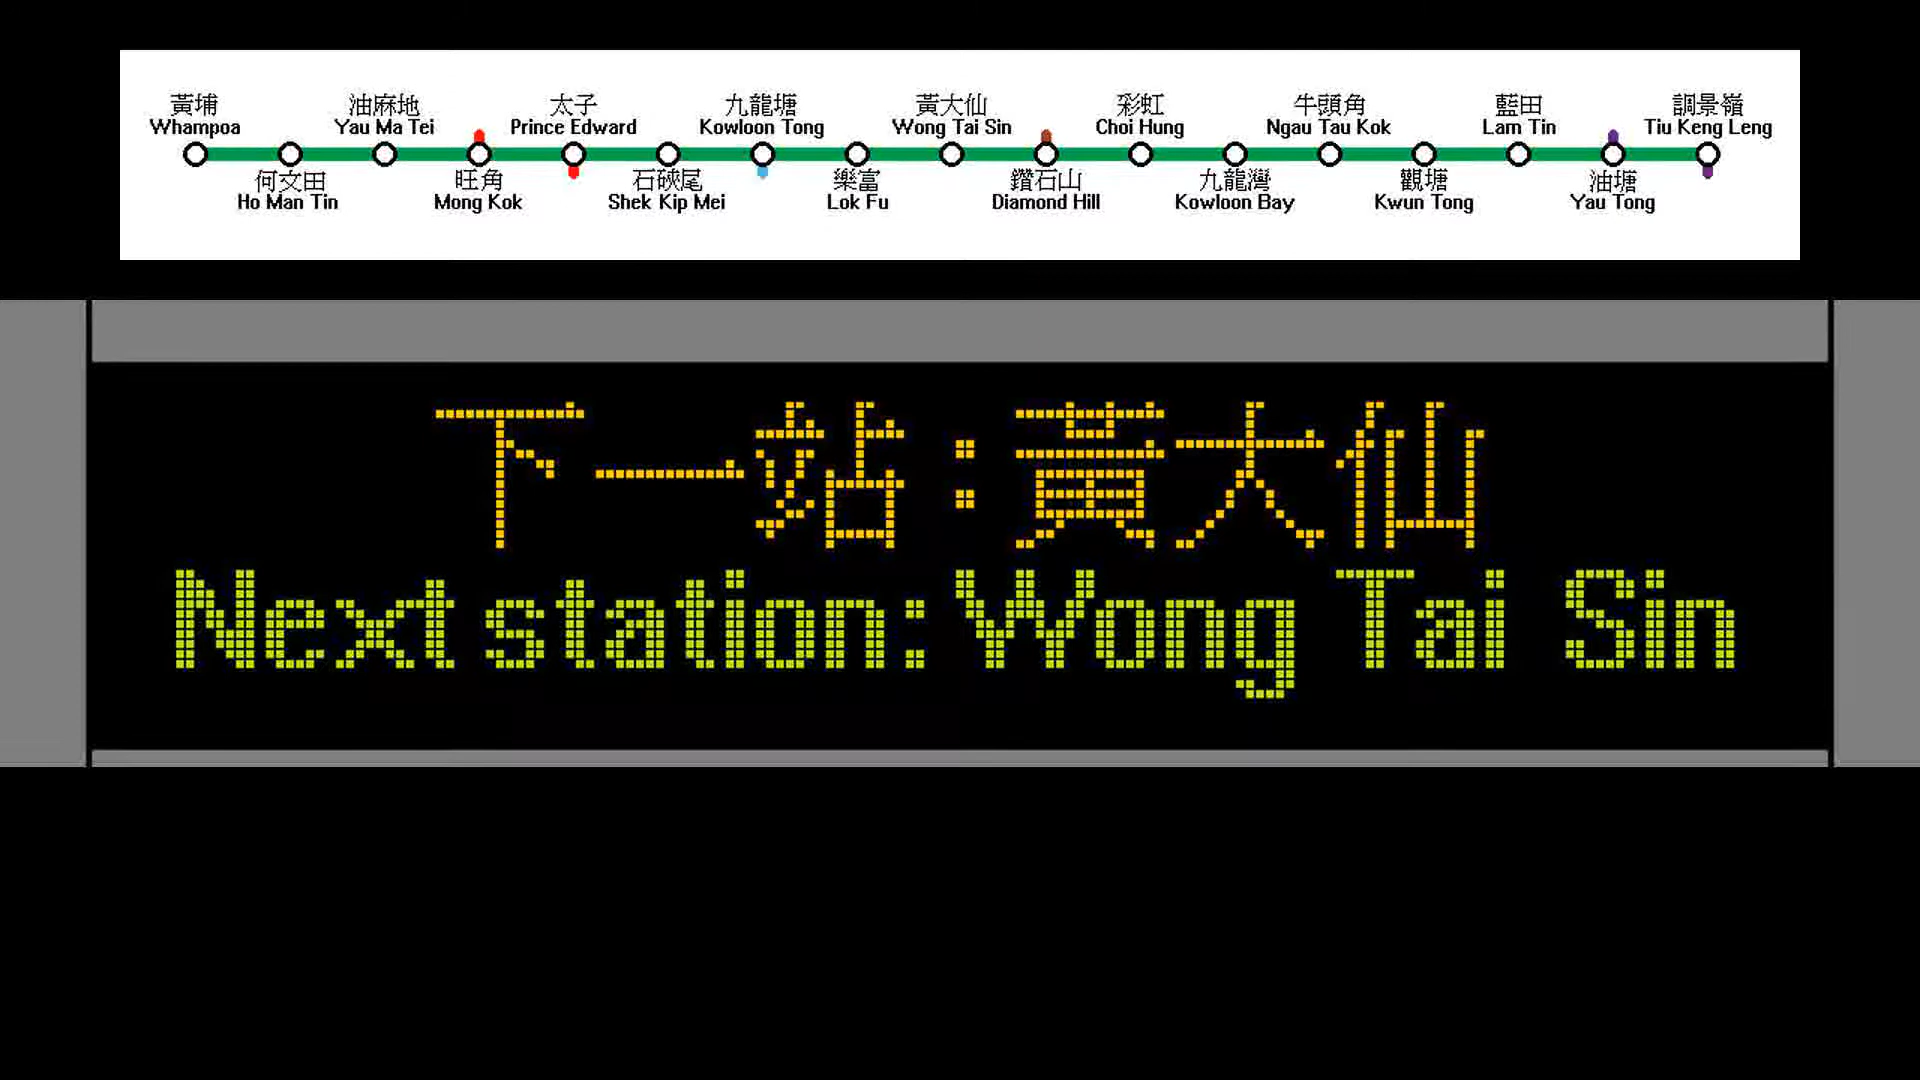 黃埔
Whampoa
油麻地
Yau Ma Tei
太子
Prince Edward
九龍塘
Kowloon Tong
黃大仙
Wong Tai Sin
彩虹
Choi Hung
牛頭角
Ngau Tau Kok
藍田
Lam Tin
調景嶺
Tiu Keng Leng
何文田
Ho Man Tin
旺角
Mong Kok
石硤尾
Shek Kip Mei
樂富
Lok Fu
鑽石山
Diamond Hill
九龍灣
Kowloon Bay
觀塘
Kwun Tong
油塘
Yau Tong
下一站:黃大仙
Next station: Wong Tai Sin